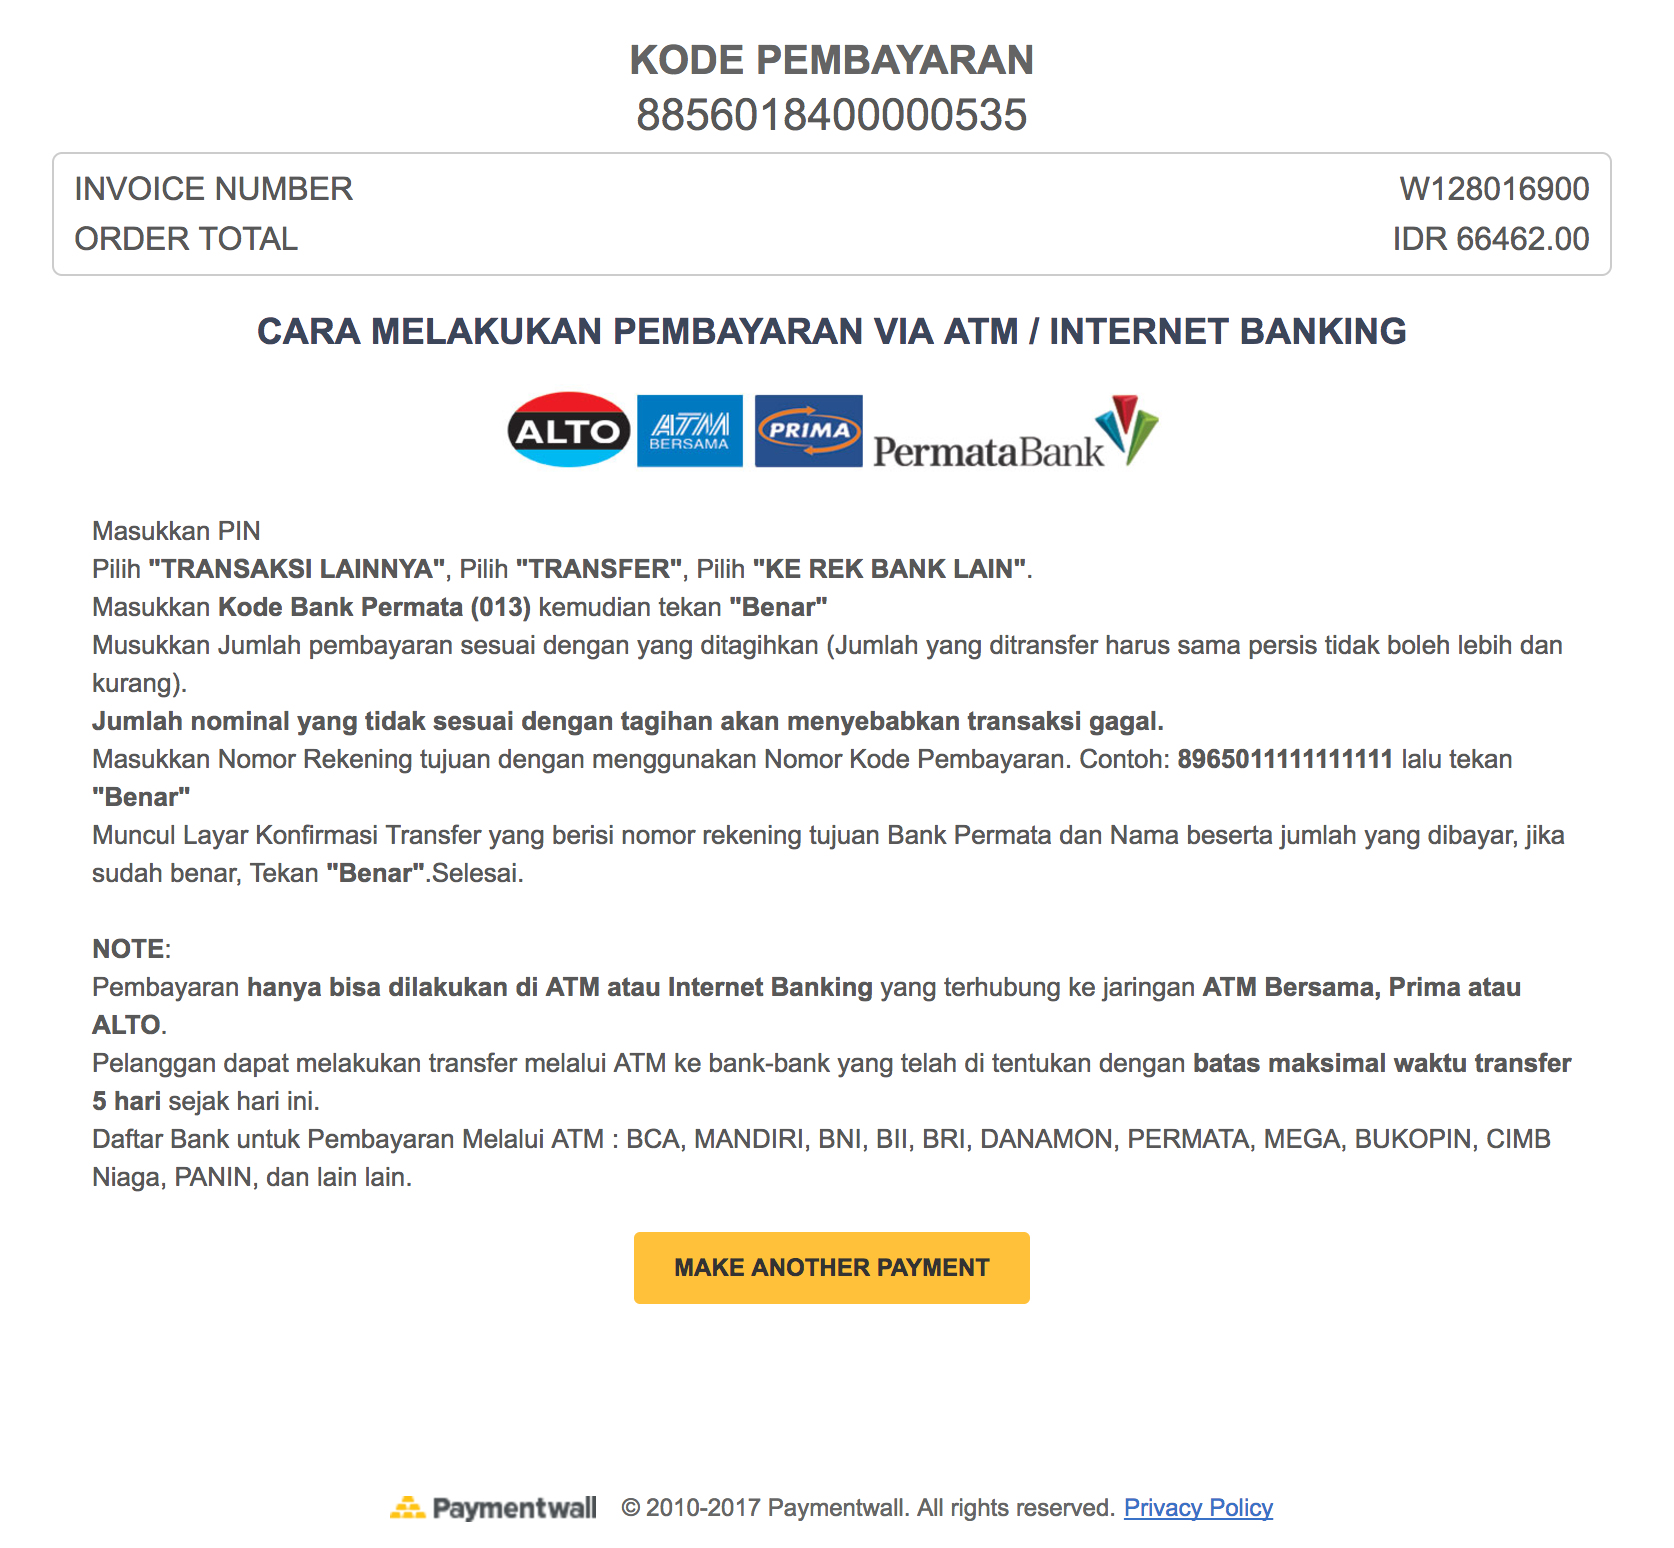 KODE PEMBAYARAN
8856018400000535
INVOICE NUMBER W128016900
ORDER TOTAL IDR 66462.00
CARA MELAKUKAN PEMBAYARAN VIA ATM / INTERNET BANKING
ALTO ATM BERSAMA PRIMA PermataBank
Masukkan PIN
Pilih "TRANSAKSI LAINNYA", Pilih "TRANSFER", Pilih "KE REK BANK LAIN".
Masukkan Kode Bank Permata (013) kemudian tekan "Benar"
Musukkan Jumlah pembayaran sesuai dengan yang ditagihkan (Jumlah yang ditransfer harus sama persis tidak boleh lebih dan
kurang).
Jumlah nominal yang tidak sesuai dengan tagihan akan menyebabkan transaksi gagal.
Masukkan Nomor Rekening tujuan dengan menggunakan Nomor Kode Pembayaran. Contoh: 8965011111111111 lalu tekan
"Benar"
Muncul Layar Konfirmasi Transfer yang berisi nomor rekening tujuan Bank Permata dan Nama beserta jumlah yang dibayar, jika
sudah benar, Tekan "Benar".Selesai.
NOTE:
Pembayaran hanya bisa dilakukan di ATM atau Internet Banking yang terhubung ke jaringan ATM Bersama, Prima atau
ALTO.
Pelanggan dapat melakukan transfer melalui ATM ke bank-bank yang telah di tentukan dengan batas maksimal waktu transfer
5 hari sejak hari ini.
Daftar Bank untuk Pembayaran Melalui ATM : BCA, MANDIRI, BNI, BII, BRI, DANAMON, PERMATA, MEGA, BUKOPIN, CIMB
Niaga, PANIN, dan lain lain.
MAKE ANOTHER PAYMENT
Paymentwall © 2010-2017 Paymentwall. All rights reserved. Privacy Policy